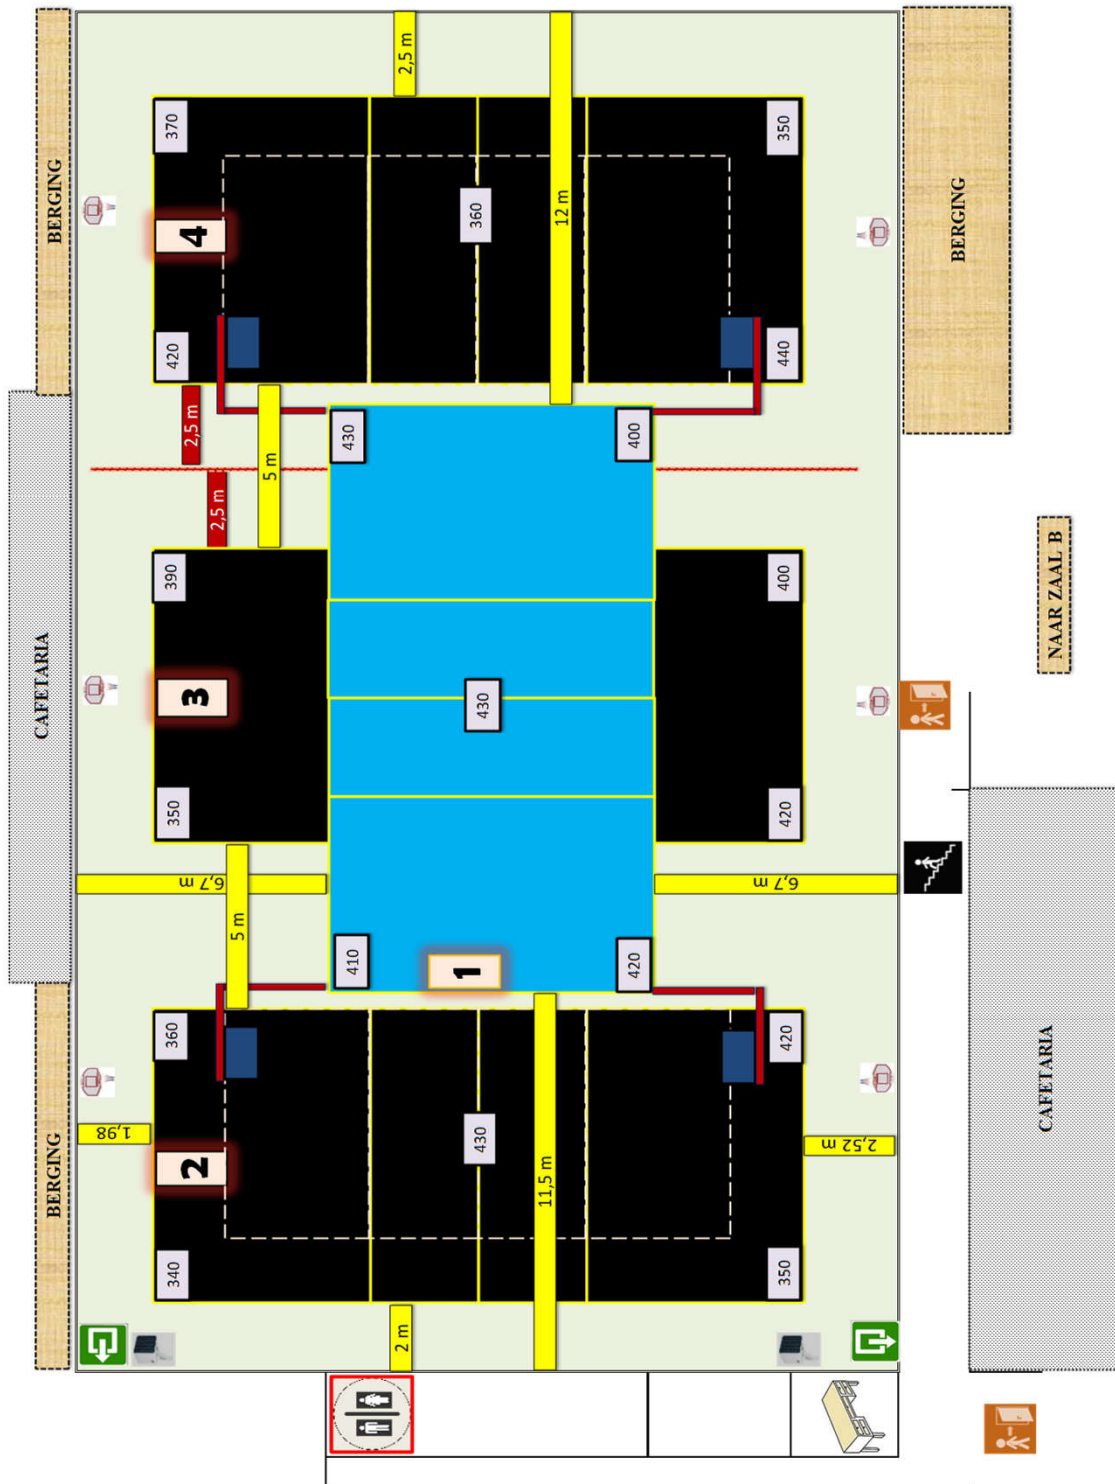 BERGING
CAFETARIA
BERGING
2,5 m
12 m
370
350
4
360
BERGING
420
440
2,5 m
5 m
430
400
2,5 m
390
400
NAAR ZAAL B
3
430
350
420
6,7 m
6,7 m
5 m
410
1
420
360
420
CAFETARIA
1,98
2
430
2,52 m
11,5 m
340
350
2 m